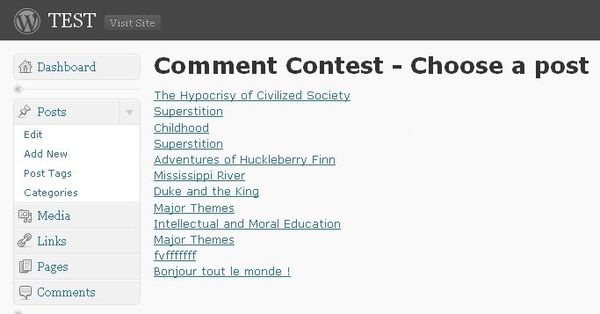 TEST Visit Site
Dashboard
Posts
Edit
Add New
Post Tags
Categories
Media
Links
Pages
Comments
Comment Contest - Choose a post
The Hypocrisy of Civilized Society
Superstition
Childhood
Superstition
Adventures of Huckleberry Finn
Mississippi River
Duke and the King
Major Themes
Intellectual and Moral Education
Major Themes
fvfffffff
Bonjour tout le monde !